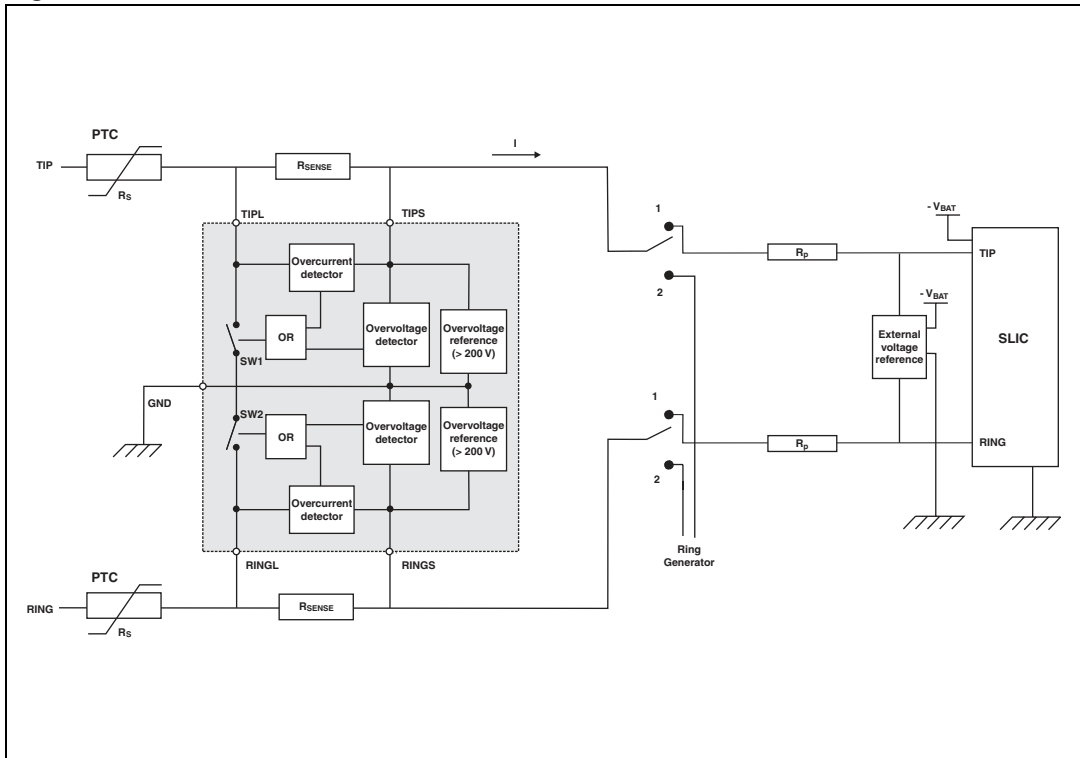 PTC
TIP
RS
RSENSE
I
TIPL
TIPS
Overcurrent
detector
OR
Overvoltage
detector
Overvoltage
reference
(> 200 V)
SW1
GND
SW2
OR
Overvoltage
detector
Overvoltage
reference
(> 200 V)
Overcurrent
detector
RINGL
RINGS
PTC
RING
RS
RSENSE
1
2
Rp
- VBAT
TIP
- VBAT
External
voltage
reference
SLIC
1
2
Rp
RING
Ring
Generator